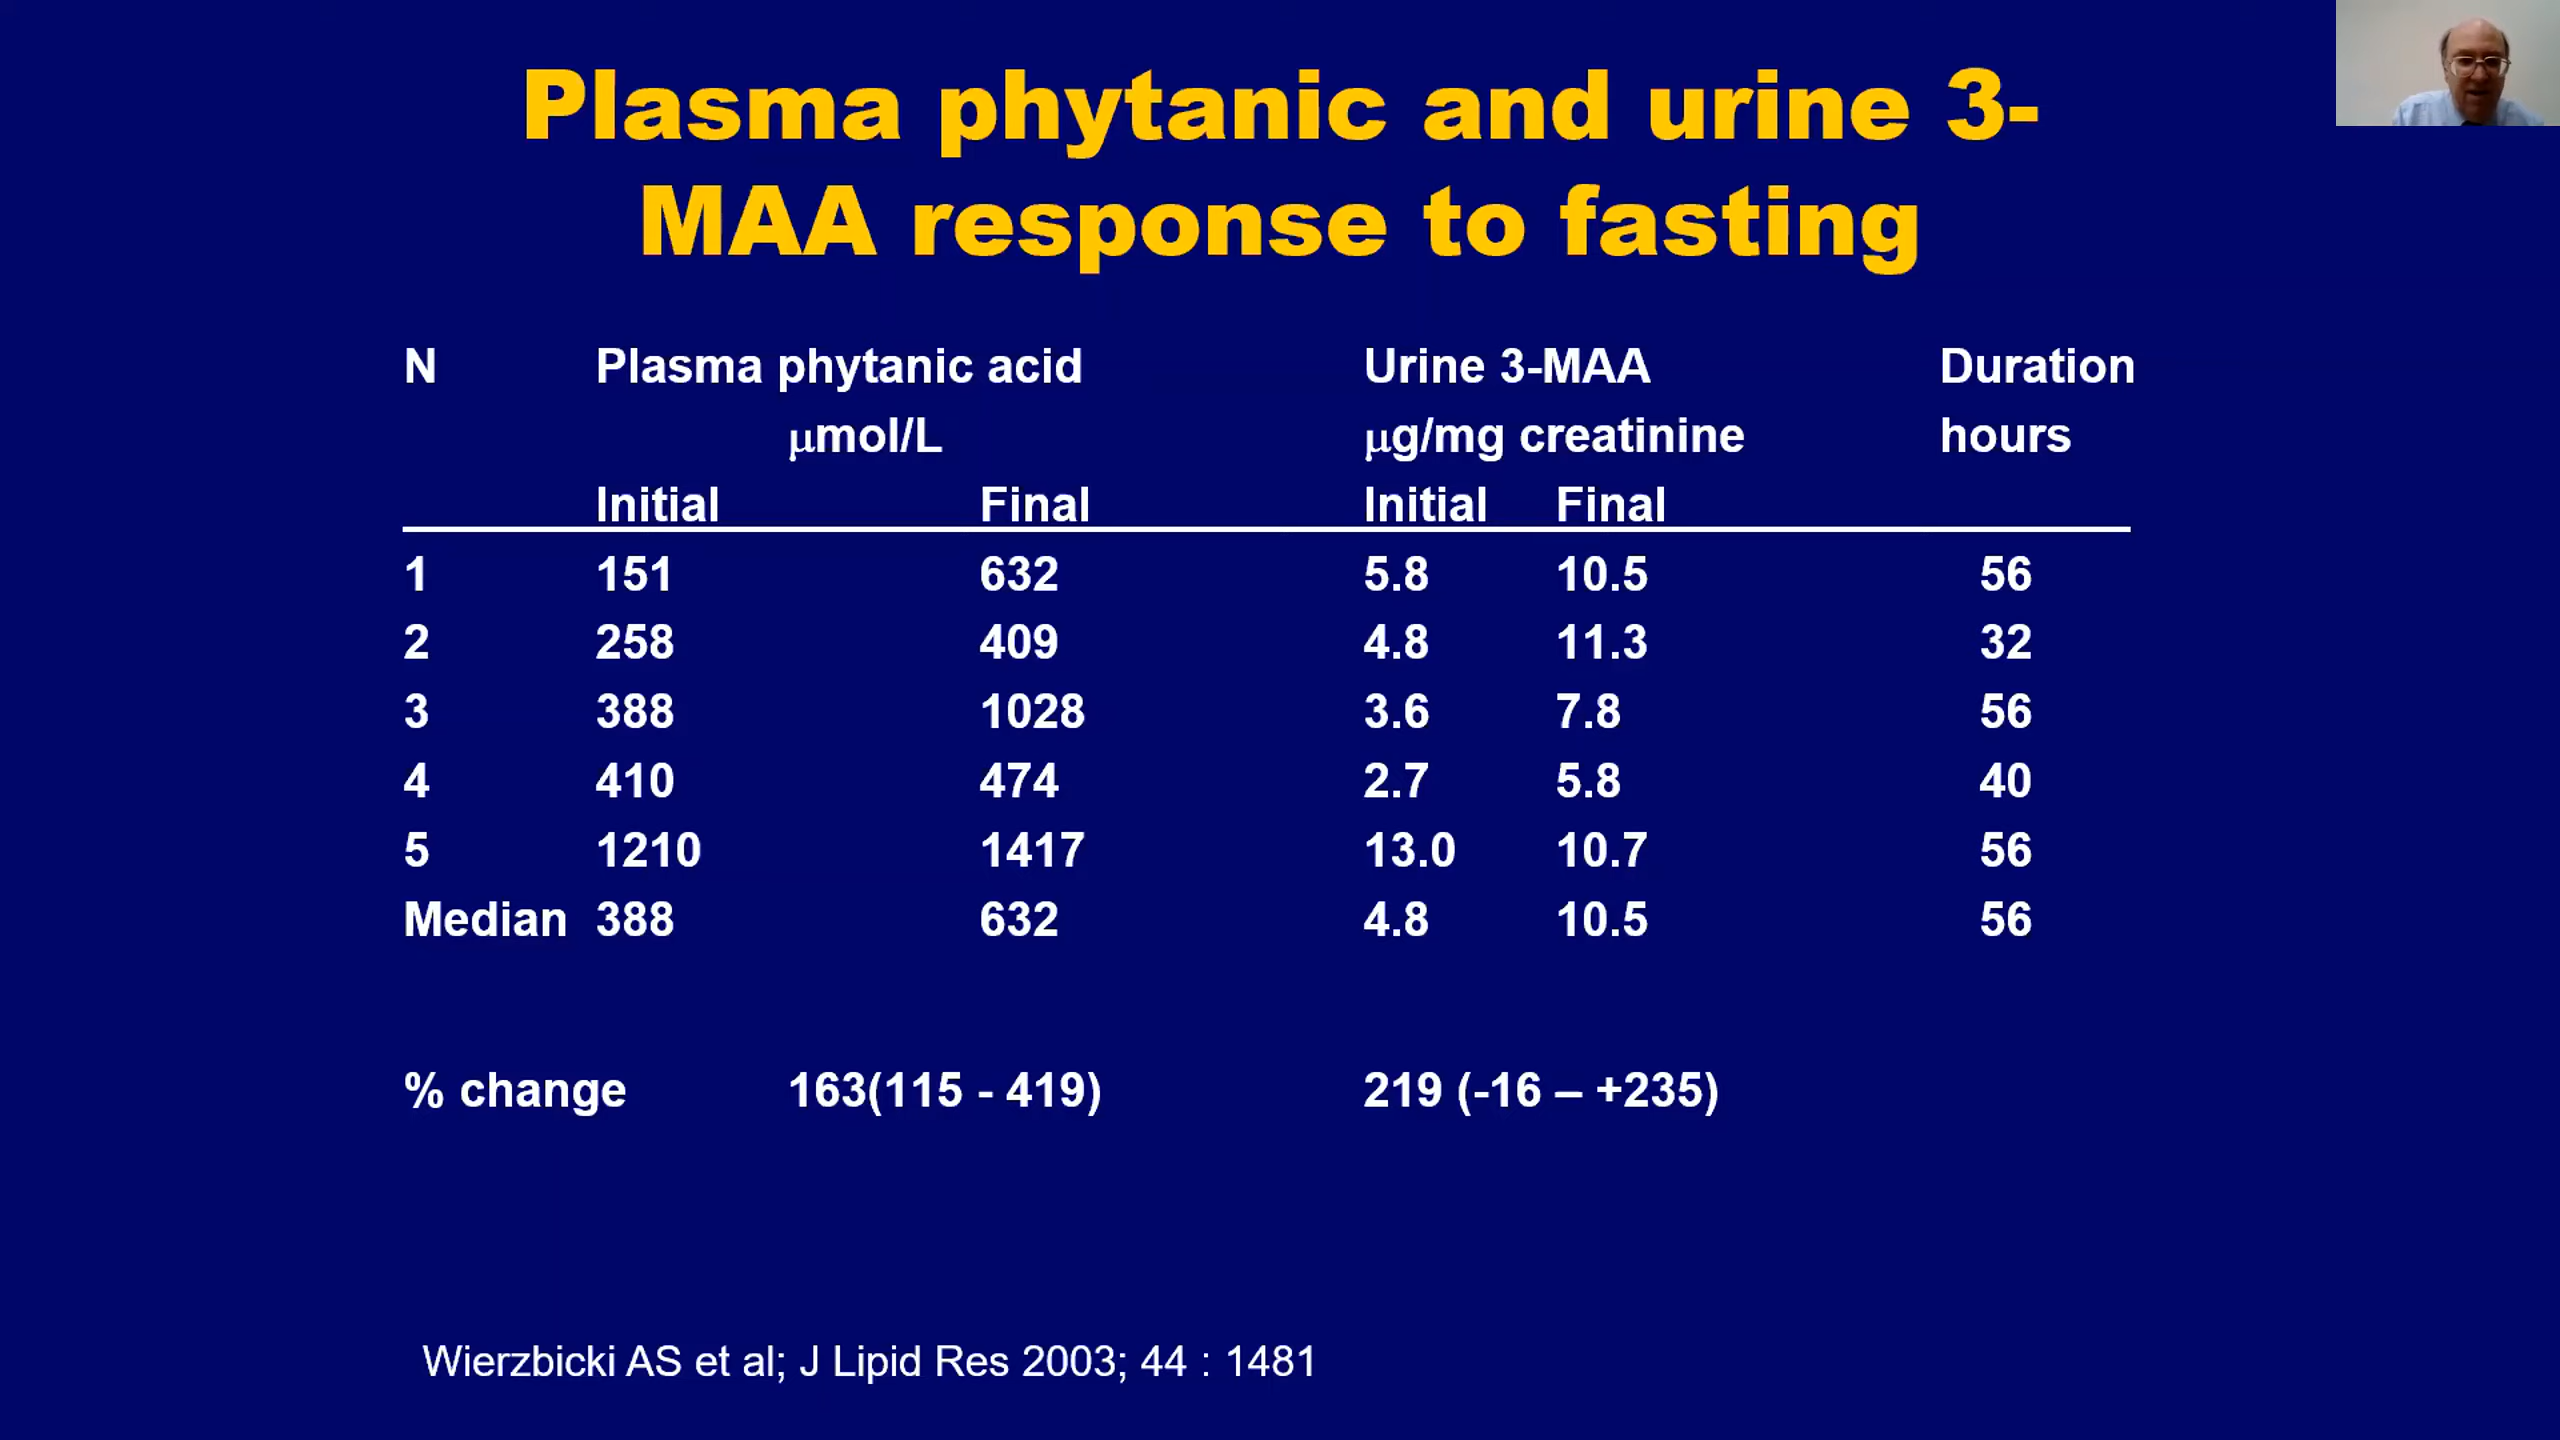 Plasma phytanic and urine 3-
MAA response to fasting
N Plasma phytanic acid Urine 3-MAA Duration
μmol/L μg/mg creatinine hours
Initial Final Initial Final
1 151 632 5.8 10.5 56
2 258 409 4.8 11.3 32
3 388 1028 3.6 7.8 56
4 410 474 2.7 5.8 40
5 1210 1417 13.0 10.7 56
Median 388 632 4.8 10.5 56
% change 163(115 - 419) 219 (-16 – +235)
Wierzbicki AS et al; J Lipid Res 2003; 44 : 1481